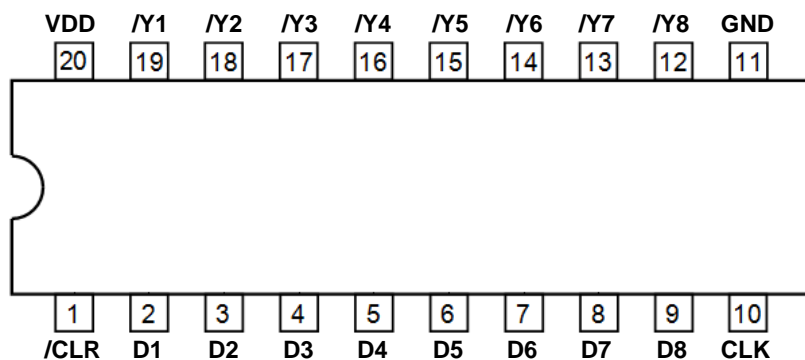 VDD /Y1 /Y2 /Y3 /Y4 /Y5 /Y6 /Y7 /Y8 GND
20 19 18 17 16 15 14 13 12 11
1 2 3 4 5 6 7 8 9 10
/CLR D1 D2 D3 D4 D5 D6 D7 D8 CLK